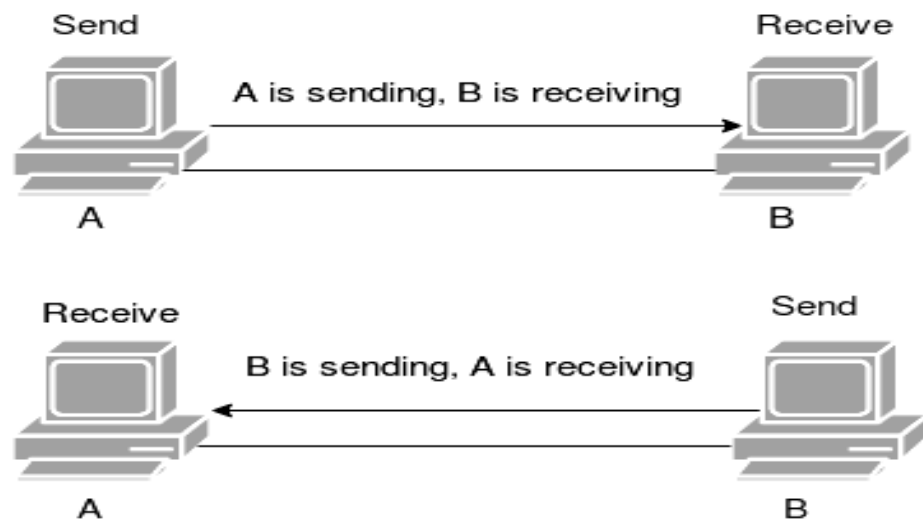 Send
Receive
A is sending, B is receiving
A
B
Receive
Send
B is sending, A is receiving
A
B